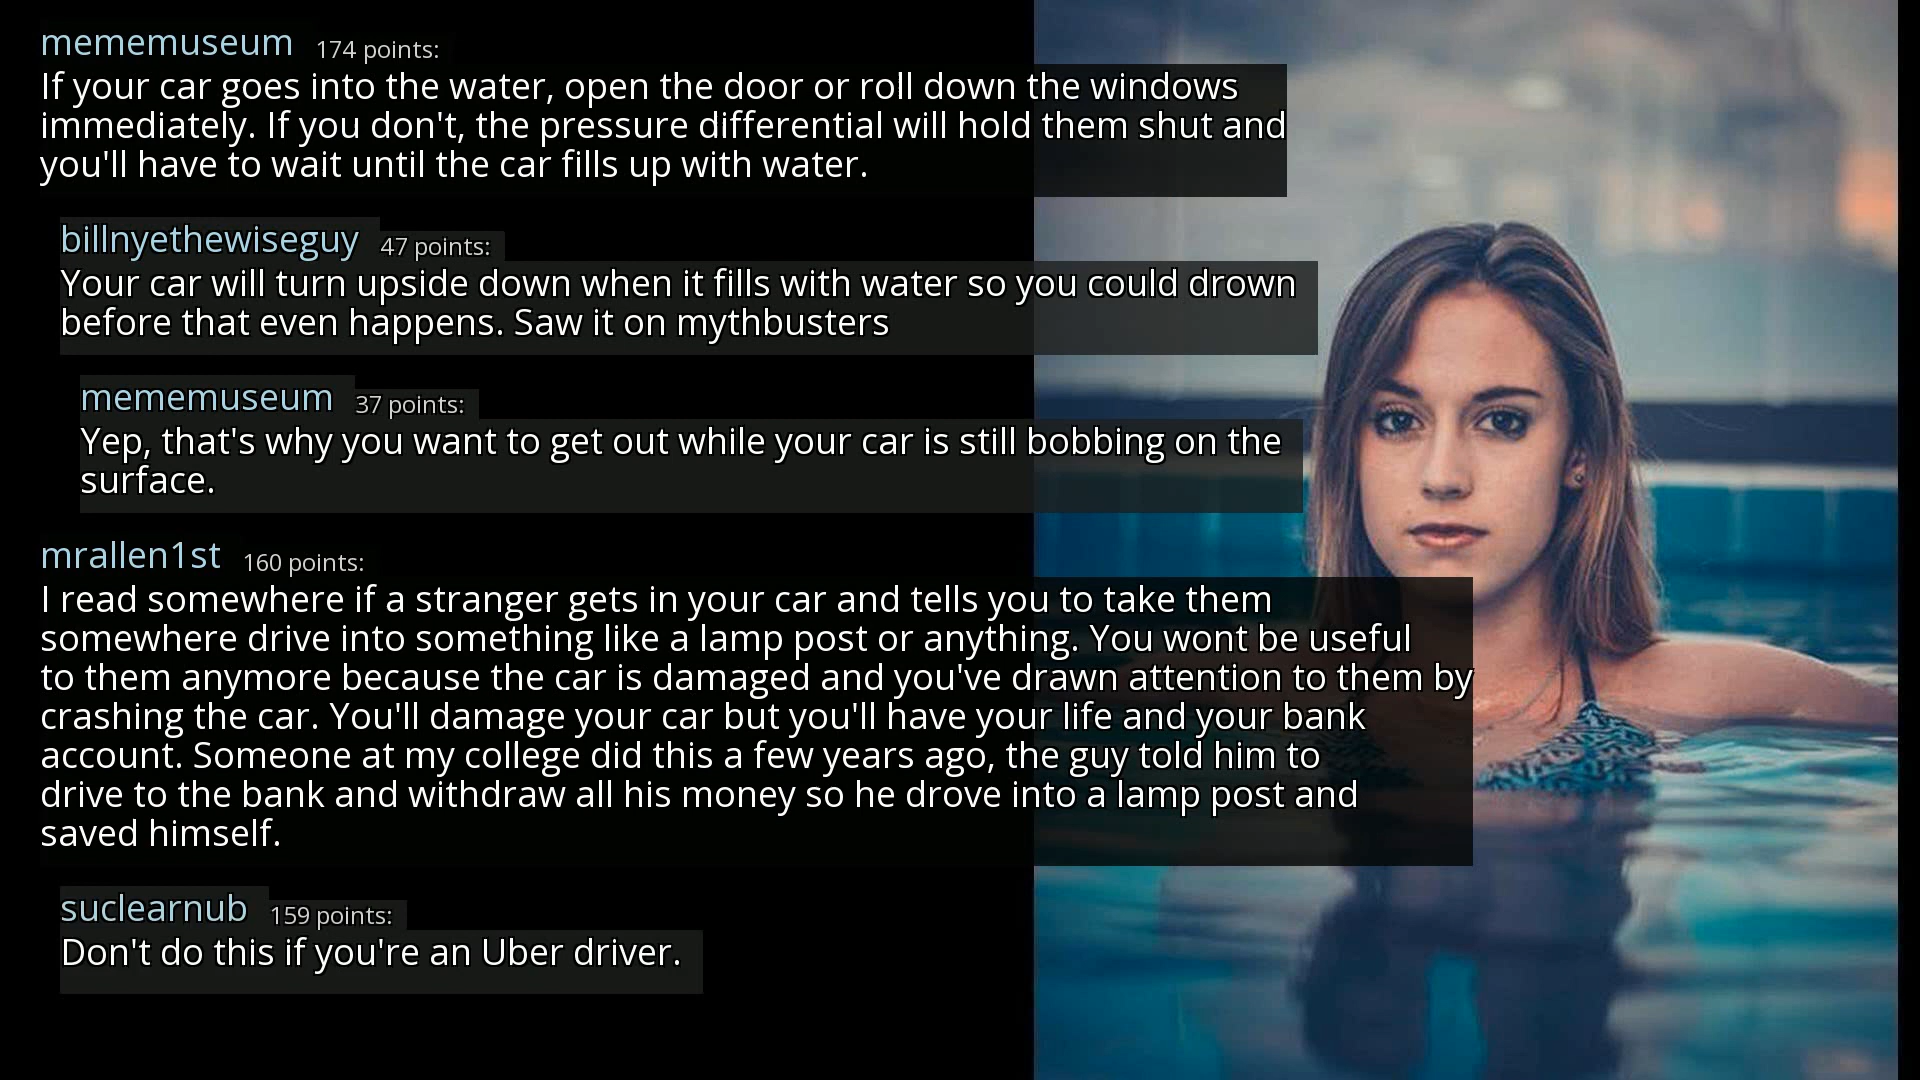 mememuseum 174 points:
If your car goes into the water, open the door or roll down the windows
immediately. If you don't, the pressure differential will hold them shut and
you'll have to wait until the car fills up with water.
billnyethewiseguy 47 points:
Your car will turn upside down when it fills with water so you could drown
before that even happens. Saw it on mythbusters
mememuseum 37 points:
Yep, that's why you want to get out while your car is still bobbing on the
surface.
mrallen1st 160 points:
I read somewhere if a stranger gets in your car and tells you to take them
somewhere drive into something like a lamp post or anything. You wont be useful
to them anymore because the car is damaged and you've drawn attention to them by
crashing the car. You'll damage your car but you'll have your life and your bank
account. Someone at my college did this a few years ago, the guy told him to
drive to the bank and withdraw all his money so he drove into a lamp post and
saved himself.
suclearnub 159 points:
Don't do this if you're an Uber driver.